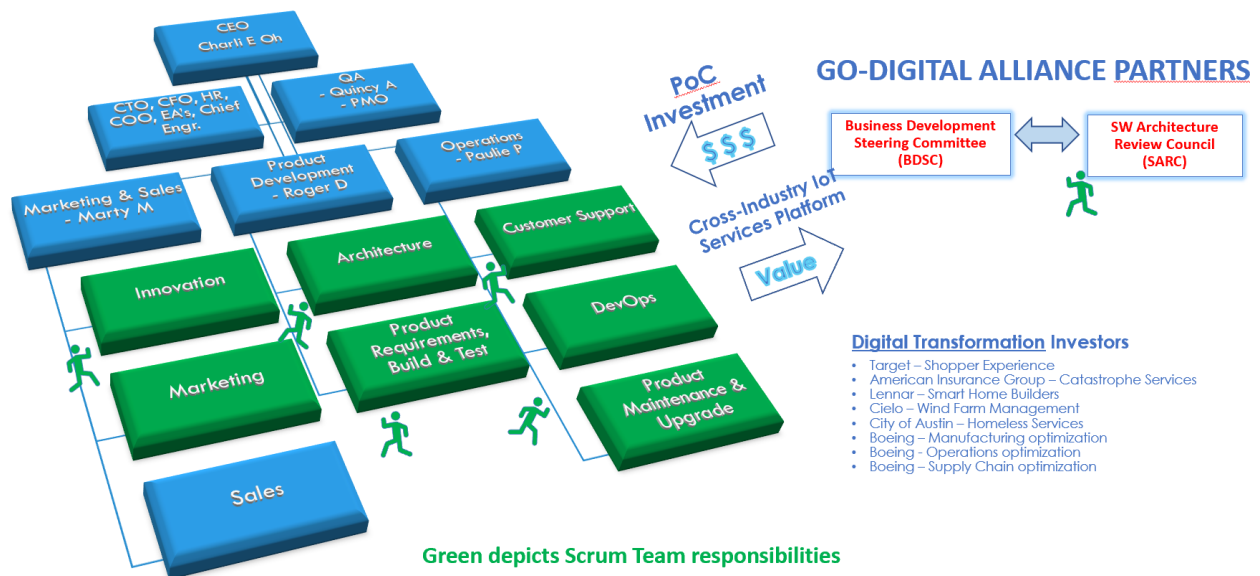 CEO
Charli E Oh
CTO, CFO, HR,
COO, EA's, Chief
Engr.
QA
- Quincy A
- PMO
Marketing & Sales
- Marty M
Product
Development
- Roger D
Operations
- Paulie P
Innovation
Architecture
Customer Support
Marketing
Product
Requirements,
Build & Test
DevOps
Sales
Product
Maintenance &
Upgrade
PoC
Investment
$ $ $
Cross-Industry IoT
Services Platform
Value
GO-DIGITAL ALLIANCE PARTNERS
Business Development
Steering Committee
(BDSC)
SW Architecture
Review Council
(SARC)
Digital Transformation Investors
• Target – Shopper Experience
• American Insurance Group – Catastrophe Services
• Lennar – Smart Home Builders
• Cielo – Wind Farm Management
• City of Austin – Homeless Services
• Boeing – Manufacturing optimization
• Boeing - Operations optimization
• Boeing – Supply Chain optimization
Green depicts Scrum Team responsibilities